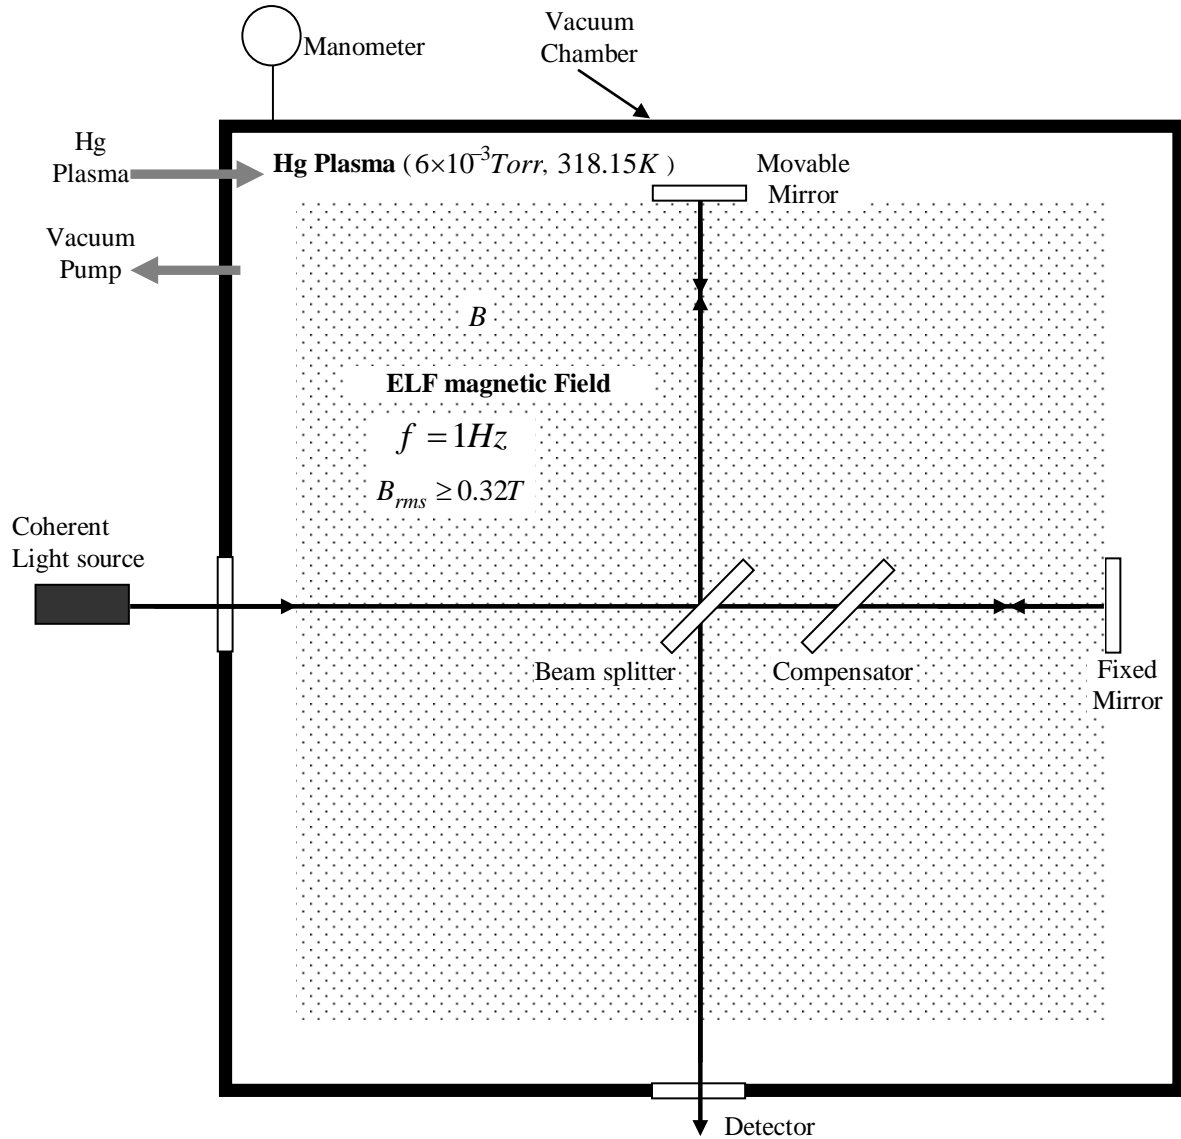 Manometer
Vacuum
Chamber
Hg
Plasma
Hg Plasma ( 6×10⁻³Torr, 318.15K )
Movable
Mirror
Vacuum
Pump
B
ELF magnetic Field
f = 1Hz
B_rms ≥ 0.32T
Coherent
Light source
Beam splitter
Compensator
Fixed
Mirror
Detector